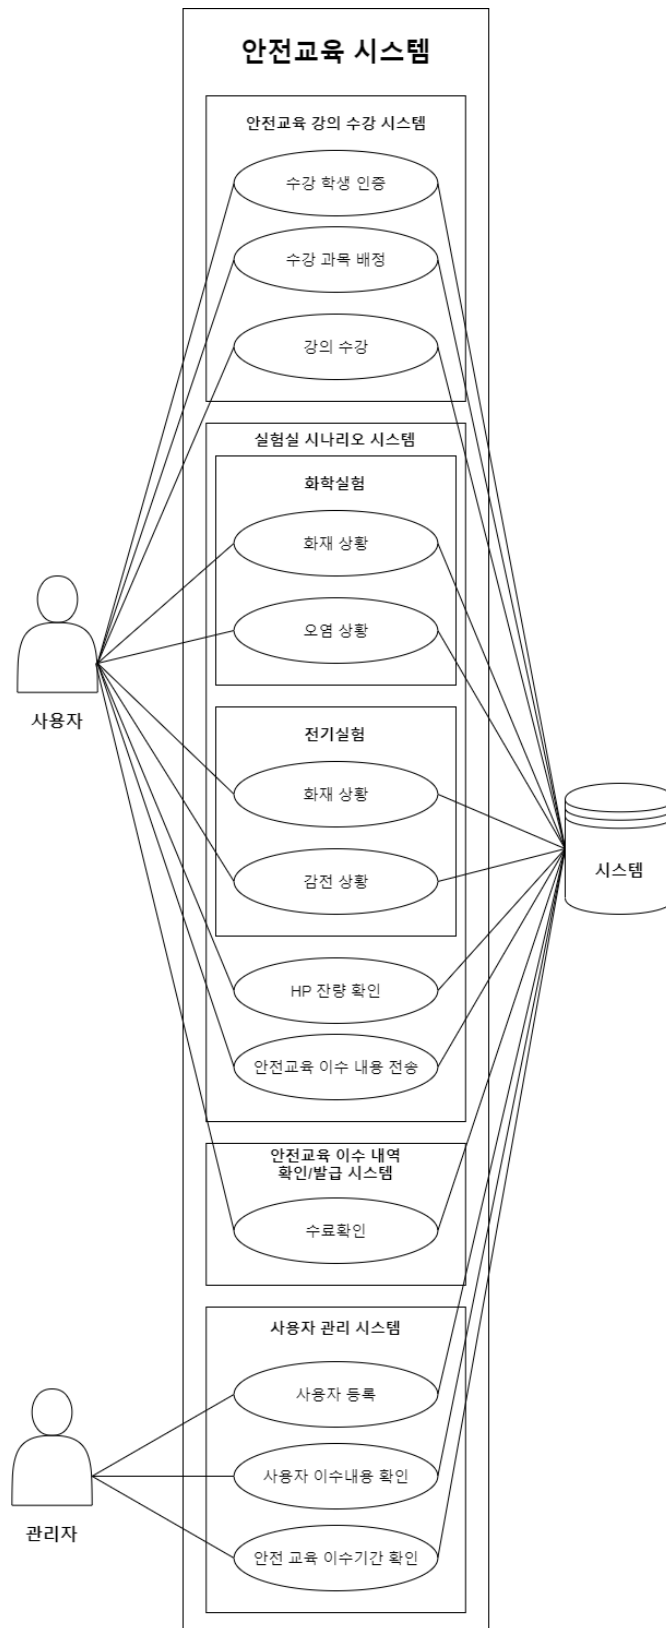 안전교육 시스템
안전교육 강의 수강 시스템
수강 학생 인증
수강 과목 배정
강의 수강
실험실 시나리오 시스템
화학실험
화재 상황
오염 상황
사용자
전기실험
화재 상황
감전 상황
시스템
HP 잔량 확인
안전교육 이수 내용 전송
안전교육 이수 내역
확인/발급 시스템
수료확인
사용자 관리 시스템
사용자 등록
사용자 이수내용 확인
관리자
안전 교육 이수기간 확인